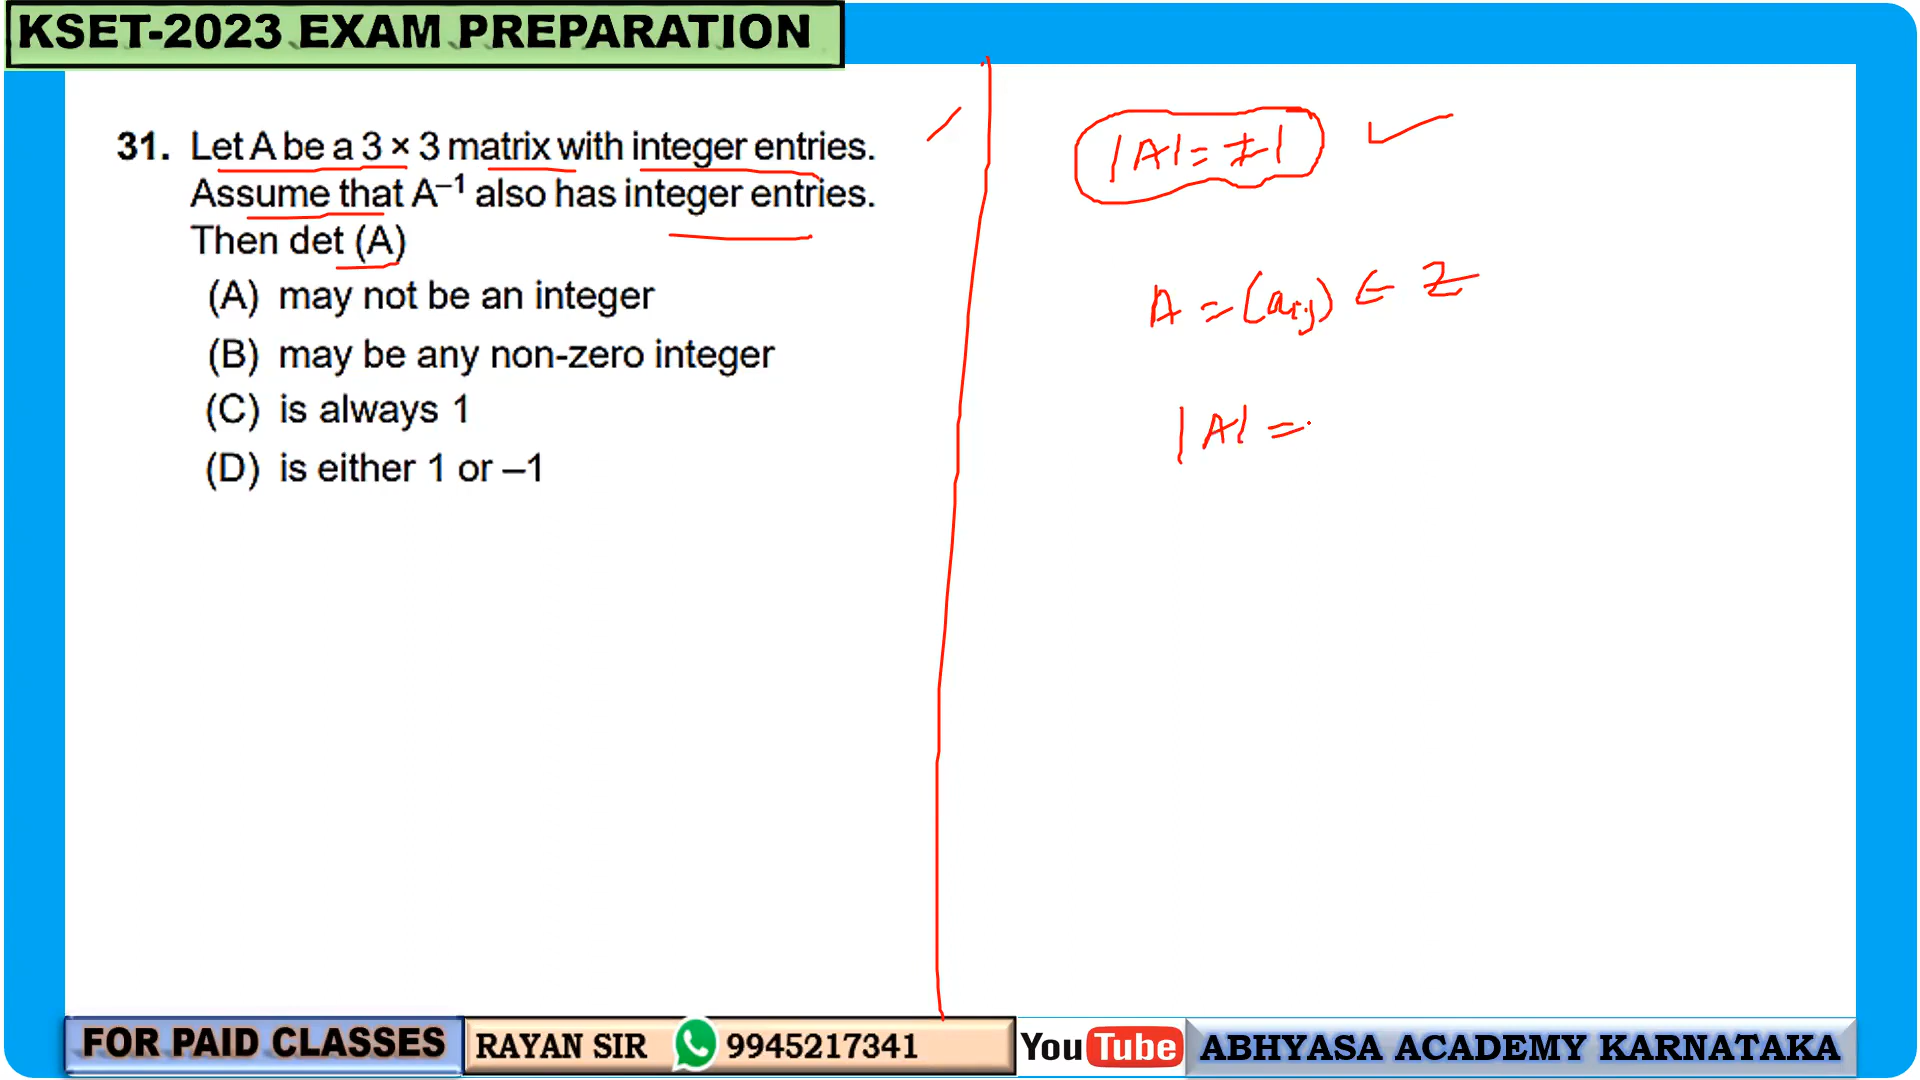 KSET-2023 EXAM PREPARATION
31. Let A be a 3 × 3 matrix with integer entries.
Assume that A⁻¹ also has integer entries.
Then det (A)
(A) may not be an integer
(B) may be any non-zero integer
(C) is always 1
(D) is either 1 or –1
|A| = ±1
A = (aij) ∈ Z
|A| =
FOR PAID CLASSES
RAYAN SIR 9945217341
YouTube ABHYASA ACADEMY KARNATAKA